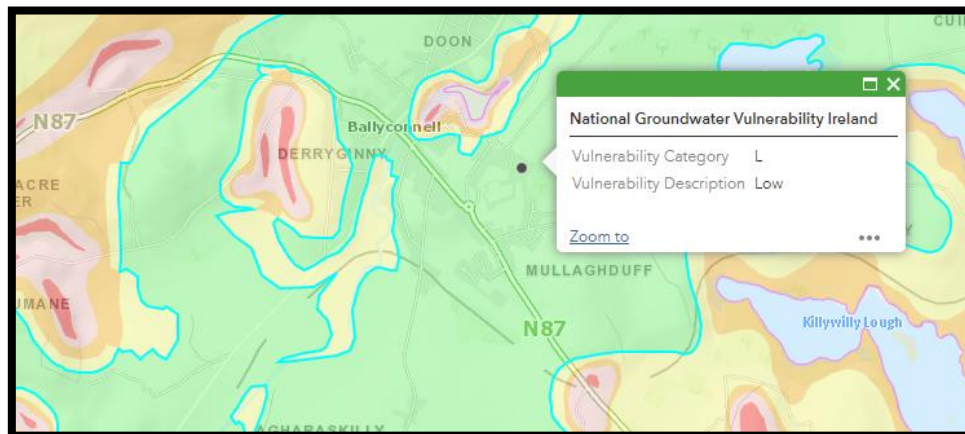 DOON
N87
Ballyconnell
DERRYGINNY
ACRE
ER
UMANE
National Groundwater Vulnerability Ireland
Vulnerability Category L
Vulnerability Description Low
Zoom to
MULLAGHDUFF
N87
Killywilly Lough
AGHARASKILLY